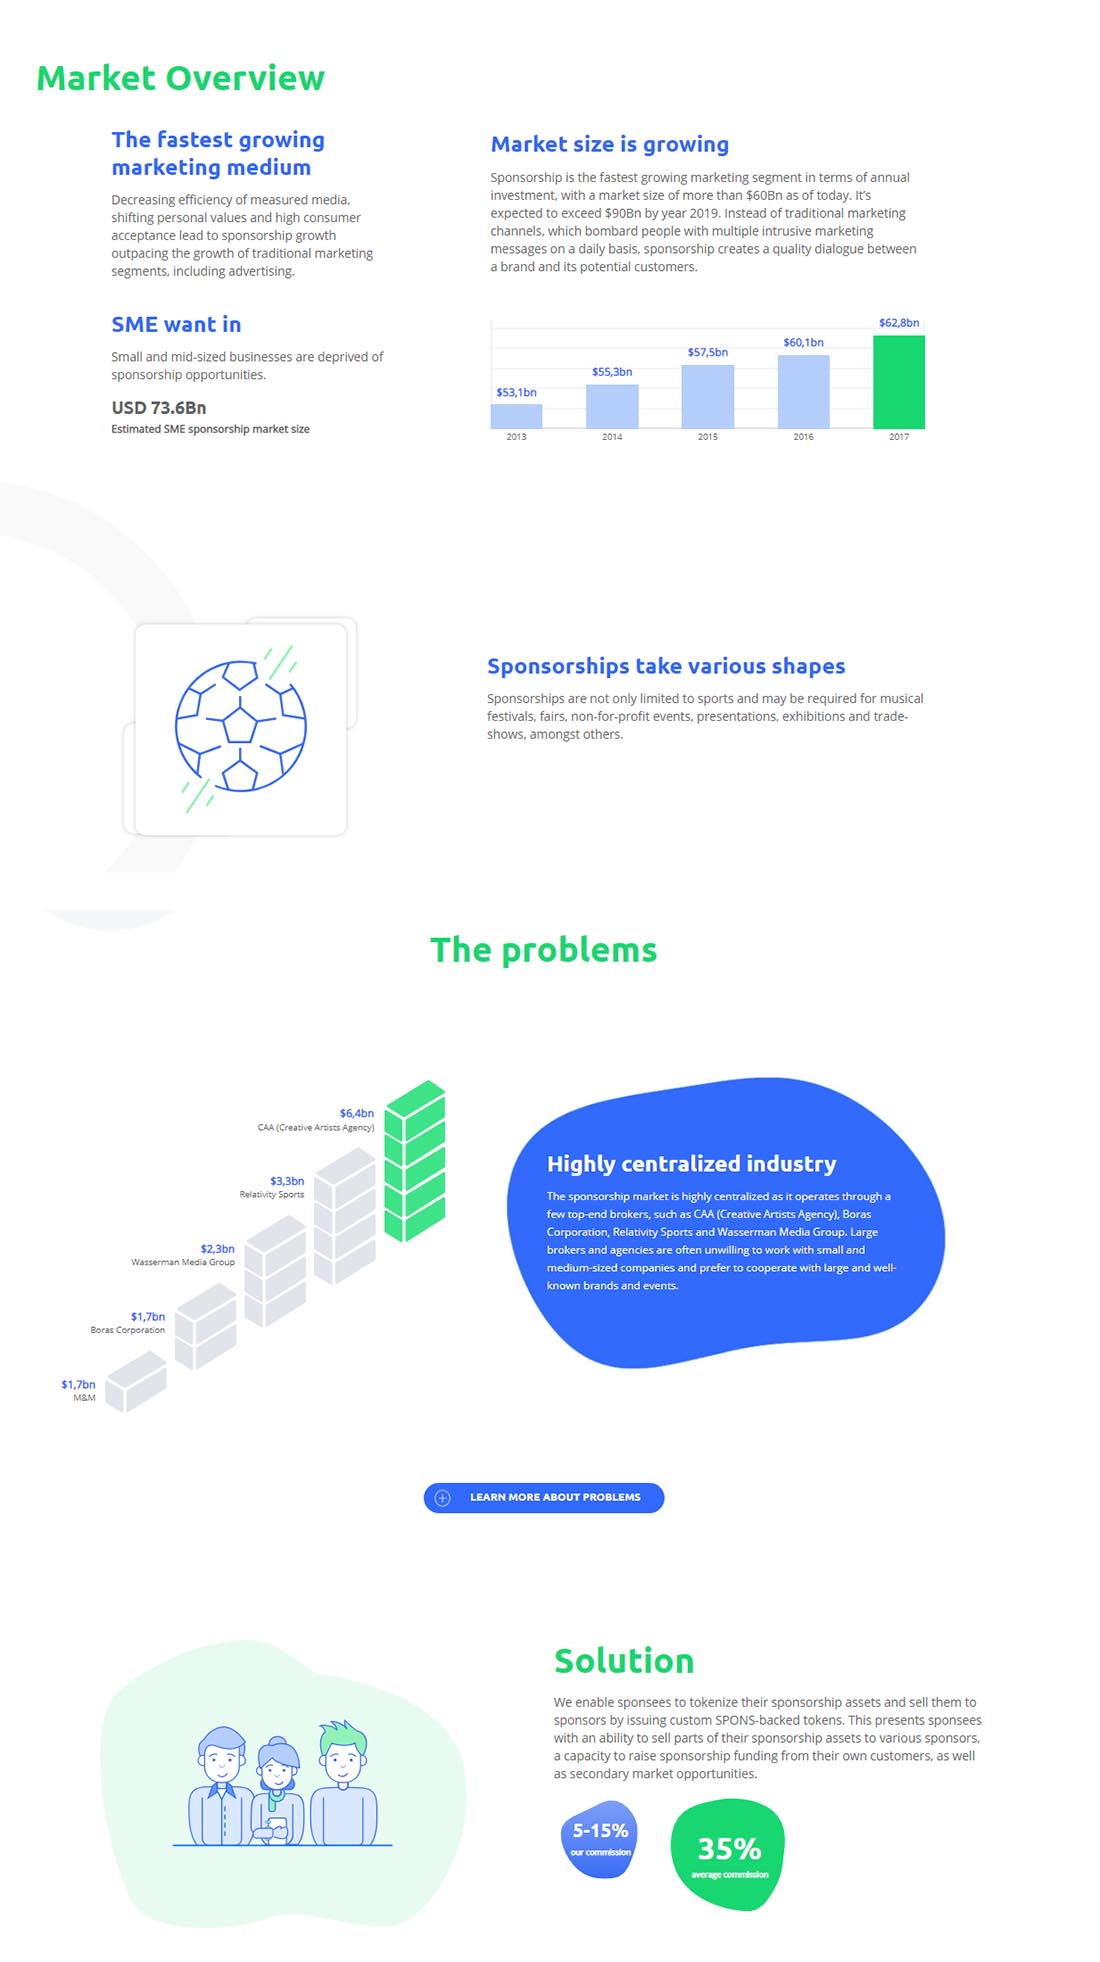 Market Overview
The fastest growing
marketing medium
Decreasing efficiency of measured media,
shifting personal values and high consumer
acceptance lead to sponsorship growth
outpacing the growth of traditional marketing
segments, including advertising.
SME want in
Small and mid-sized businesses are deprived of
sponsorship opportunities.
USD 73.6Bn
Estimated SME sponsorship market size
Market size is growing
Sponsorship is the fastest growing marketing segment in terms of annual
investment, with a market size of more than $60Bn as of today. It's
expected to exceed $90Bn by year 2019. Instead of traditional marketing
channels, which bombard people with multiple intrusive marketing
messages on a daily basis, sponsorship creates a quality dialogue between
a brand and its potential customers.
$53,1bn
$55,3bn
$57,5bn
$60,1bn
$62,8bn
2013
2014
2015
2016
2017
Sponsorships take various shapes
Sponsorships are not only limited to sports and may be required for musical
festivals, fairs, non-for-profit events, presentations, exhibitions and trade-
shows, amongst others.
The problems
$6,4bn
CAA (Creative Artists Agency)
$3,3bn
Relativity Sports
$2,3bn
Wasserman Media Group
$1,7bn
Boras Corporation
$1,7bn
M&M
Highly centralized industry
The sponsorship market is highly centralized as it operates through a
few top-end brokers, such as CAA (Creative Artists Agency), Boras
Corporation, Relativity Sports and Wasserman Media Group. Large
brokers and agencies are often unwilling to work with small and
medium-sized companies and prefer to cooperate with large and well-
known brands and events.
LEARN MORE ABOUT PROBLEMS
Solution
We enable sponsees to tokenize their sponsorship assets and sell them to
sponsors by issuing custom SPONS-backed tokens. This presents sponsees
with an ability to sell parts of their sponsorship assets to various sponsors,
a capacity to raise sponsorship funding from their own customers, as well
as secondary market opportunities.
5-15%
our commission
35%
average commission